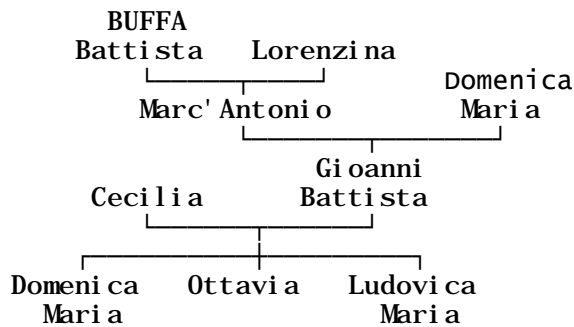 BUFFA
Battista Lorenzina
Domenica
Marc'Antonio Maria
Gioanni
Cecilia Battista
Domenica Ottavia Ludovica
Maria Maria